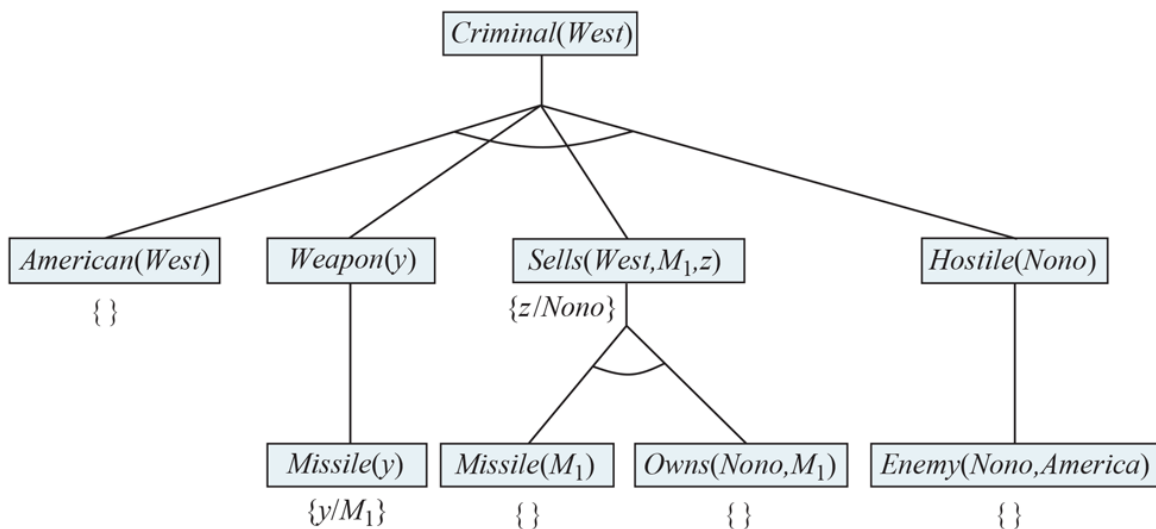 Criminal(West)
American(West) Weapon(y) Sells(West,M₁,z) Hostile(Nono)
{ } {z/Nono}
Missile(y) Missile(M₁) Owns(Nono,M₁) Enemy(Nono,America)
{y/M₁} { } { } { }